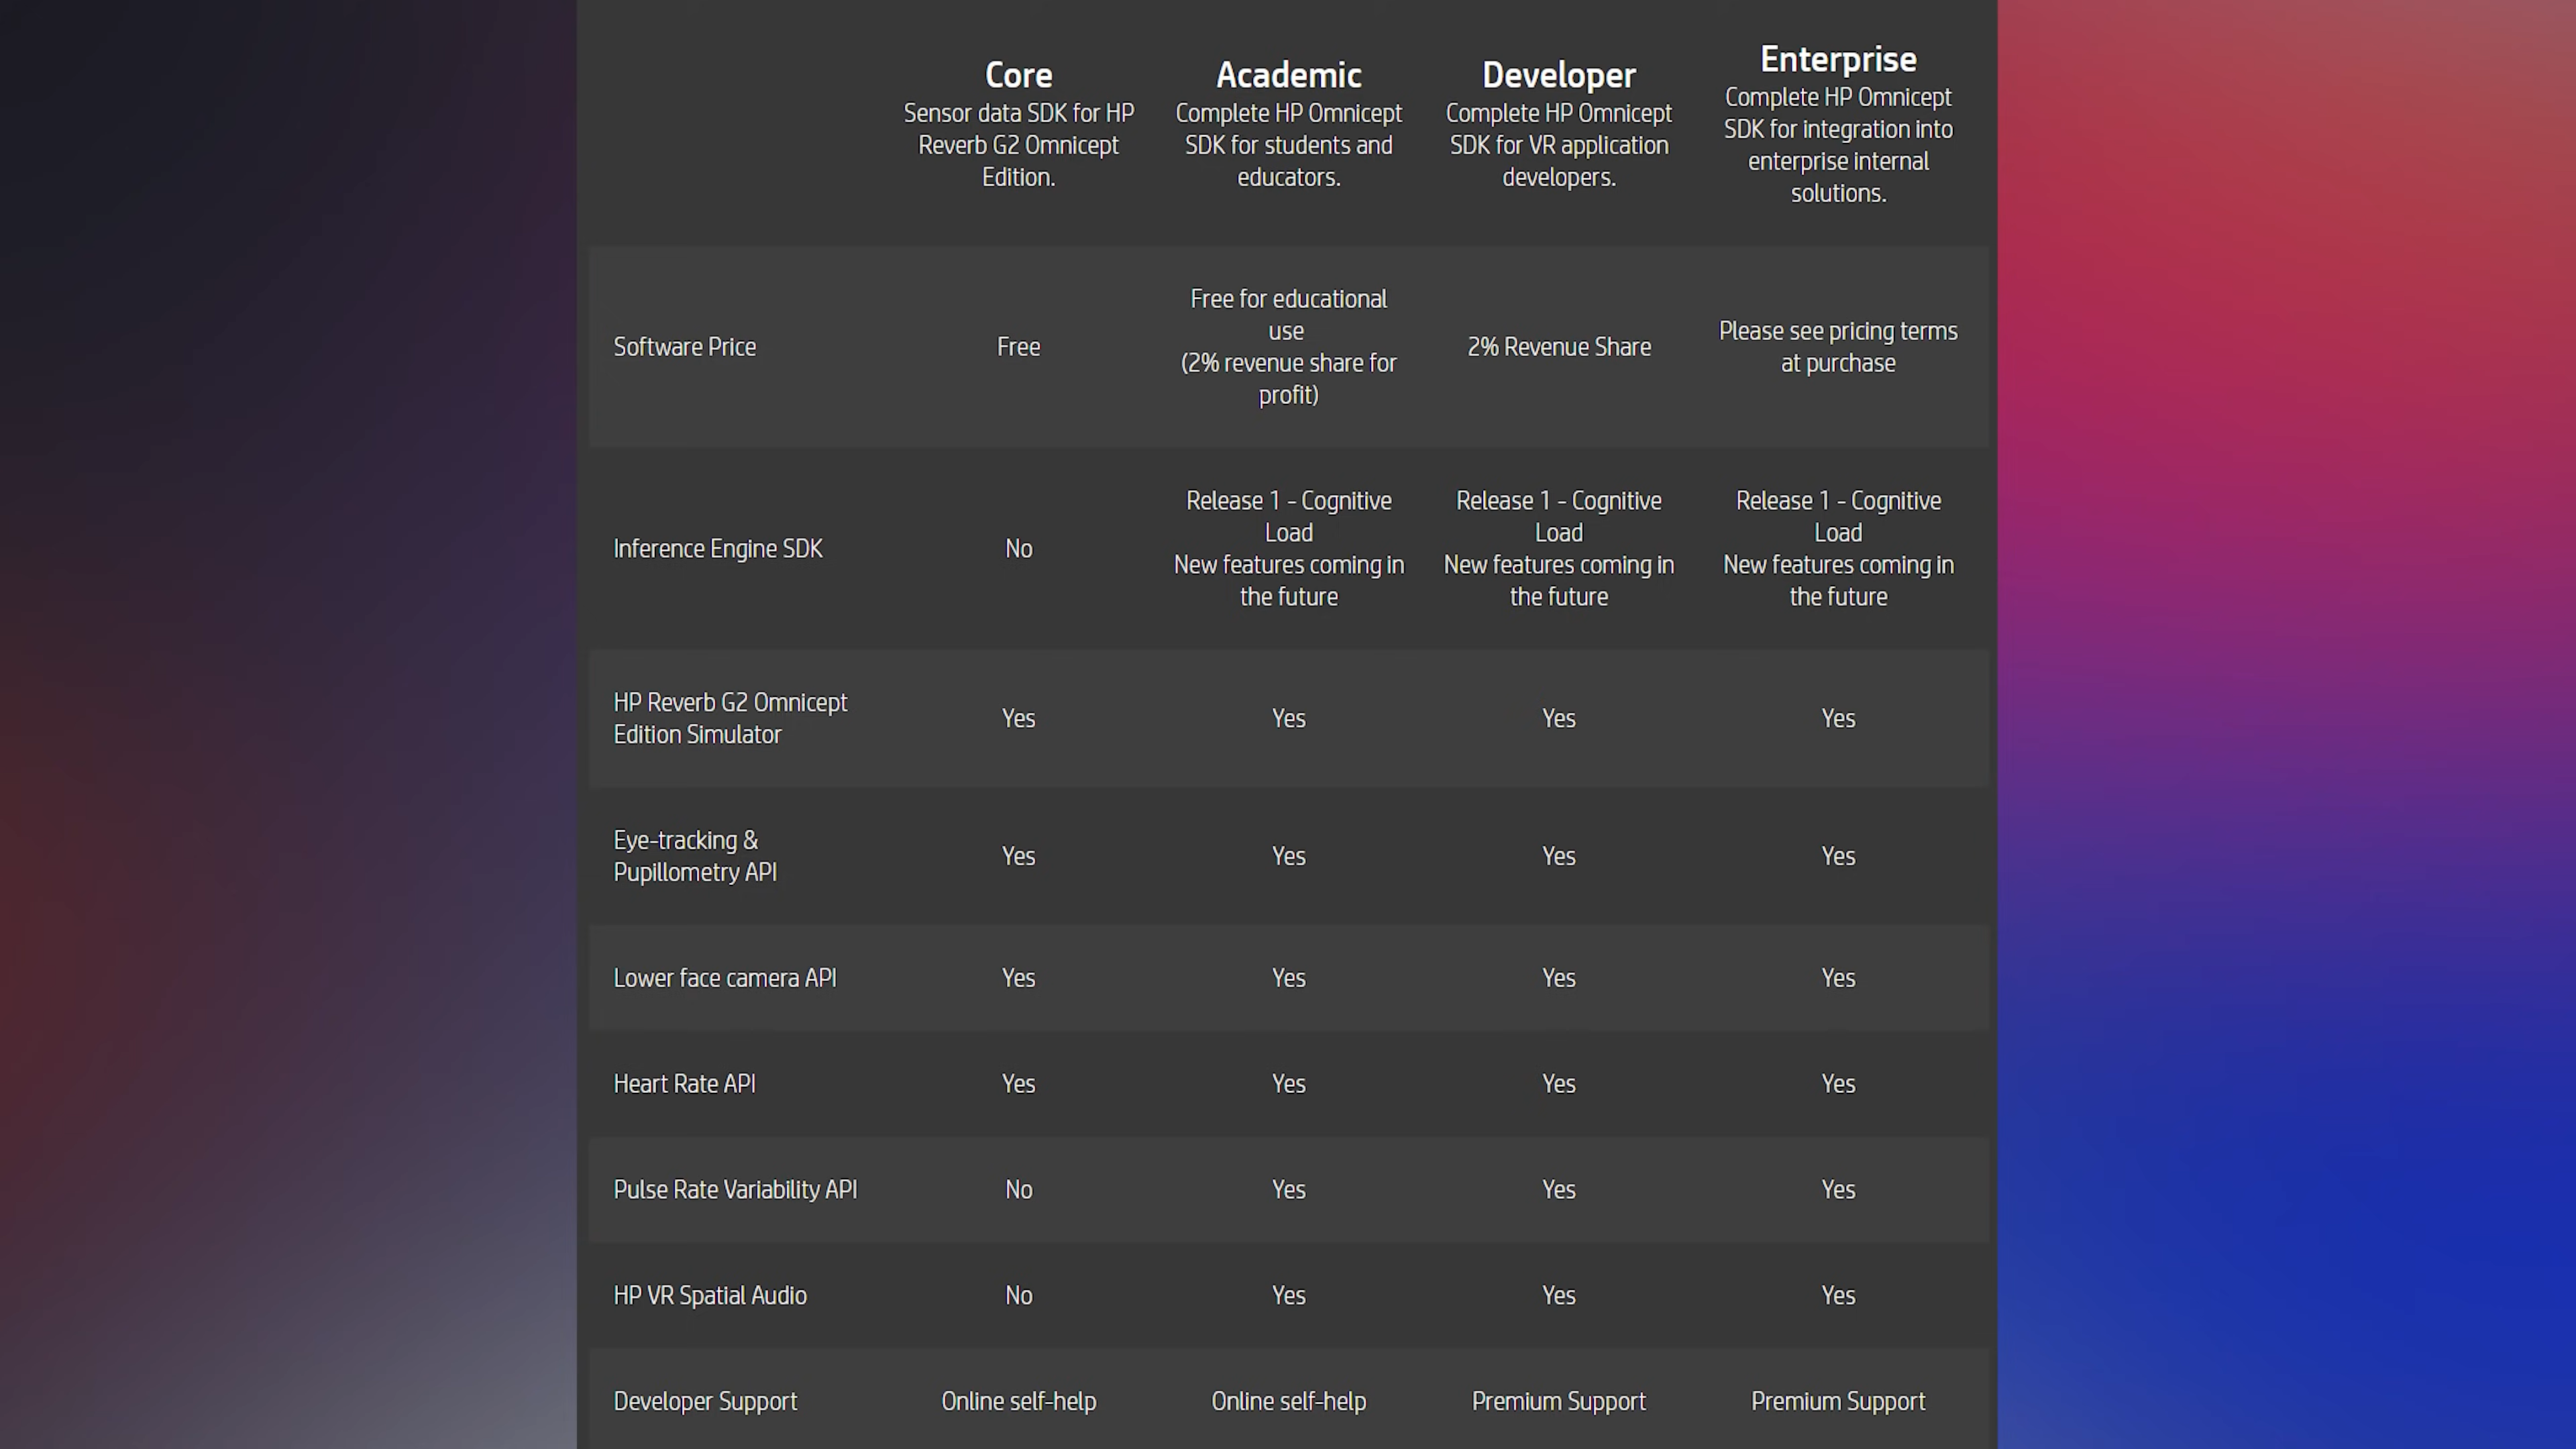 Core
Sensor data SDK for HP
Reverb G2 Omnicept
Edition.
Academic
Complete HP Omnicept
SDK for students and
educators.
Developer
Complete HP Omnicept
SDK for VR application
developers.
Enterprise
Complete HP Omnicept
SDK for integration into
enterprise internal
solutions.
Software Price
Free
Free for educational
use
(2% revenue share for
profit)
2% Revenue Share
Please see pricing terms
at purchase
Inference Engine SDK
No
Release 1 - Cognitive
Load
New features coming in
the future
Release 1 - Cognitive
Load
New features coming in
the future
Release 1 - Cognitive
Load
New features coming in
the future
HP Reverb G2 Omnicept
Edition Simulator
Yes
Yes
Yes
Yes
Eye-tracking &
Pupillometry API
Yes
Yes
Yes
Yes
Lower face camera API
Yes
Yes
Yes
Yes
Heart Rate API
Yes
Yes
Yes
Yes
Pulse Rate Variability API
No
Yes
Yes
Yes
HP VR Spatial Audio
No
Yes
Yes
Yes
Developer Support
Online self-help
Online self-help
Premium Support
Premium Support